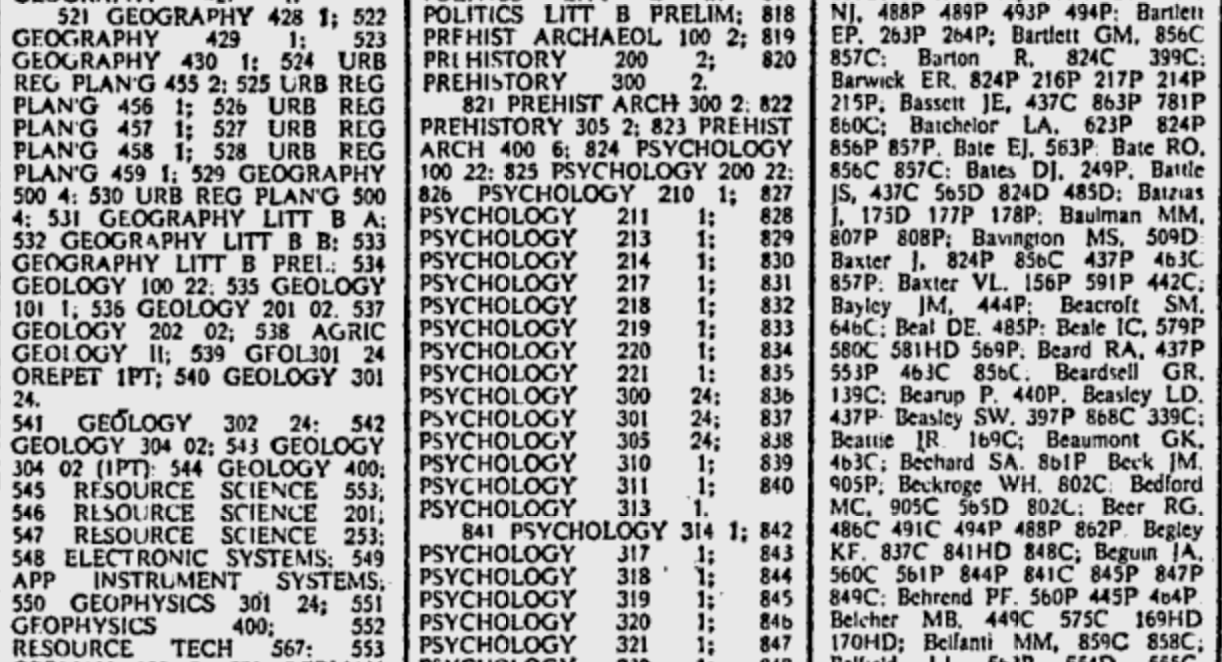 521 GEOGRAPHY 428 1; 522
GEOGRAPHY 429 1; 523
GEOGRAPHY 430 1; 524 URB
REG PLAN'G 455 2; 525 URB REG
PLAN'G 456 1; 526 URB REG
PLAN'G 457 1; 527 URB REG
PLAN'G 458 1; 528 URB REG
PLAN'G 459 1; 529 GEOGRAPHY
500 4; 530 URB REG PLAN'G 500
4; 531 GEOGRAPHY LITT B A;
532 GEOGRAPHY LITT B B; 533
GEOGRAPHY LITT B PREL; 534
GEOLOGY 100 22; 535 GEOLOGY
101 1; 536 GEOLOGY 201 02. 537
GEOLOGY 202 02; 538 AGRIC
GEOLOGY II; 539 GEOL301 24
OREPET 1PT; 540 GEOLOGY 301
24.
541 GEOLOGY 302 24; 542
GEOLOGY 304 02; 543 GEOLOGY
304 02 (1PT); 544 GEOLOGY 400;
545 RESOURCE SCIENCE 553;
546 RESOURCE SCIENCE 201;
547 RESOURCE SCIENCE 253;
548 ELECTRONIC SYSTEMS; 549
APP INSTRUMENT SYSTEMS;
550 GEOPHYSICS 301 24; 551
GEOPHYSICS 400; 552
RESOURCE TECH 567; 553
POLITICS LITT B PRELIM; 818
PREHIST ARCHAEOL 100 2; 819
PREHISTORY 200 2; 820
PREHISTORY 300 2.
821 PREHIST ARCH 300 2; 822
PREHISTORY 305 2; 823 PREHIST
ARCH 400 6; 824 PSYCHOLOGY
100 22; 825 PSYCHOLOGY 200 22;
826 PSYCHOLOGY 210 1; 827
PSYCHOLOGY 211 1; 828
PSYCHOLOGY 213 1; 829
PSYCHOLOGY 214 1; 830
PSYCHOLOGY 217 1; 831
PSYCHOLOGY 218 1; 832
PSYCHOLOGY 219 1; 833
PSYCHOLOGY 220 1; 834
PSYCHOLOGY 221 1; 835
PSYCHOLOGY 300 24; 836
PSYCHOLOGY 301 24; 837
PSYCHOLOGY 305 24; 838
PSYCHOLOGY 310 1; 839
PSYCHOLOGY 311 1; 840
PSYCHOLOGY 313 1.
841 PSYCHOLOGY 314 1; 842
PSYCHOLOGY 317 1; 843
PSYCHOLOGY 318 1; 844
PSYCHOLOGY 319 1; 845
PSYCHOLOGY 320 1; 846
PSYCHOLOGY 321 1; 847
NJ, 488P 489P 493P 494P; Bartlett
EP, 263P 264P; Bartlett GM, 856C
857C; Barton R, 824C 399C;
Barwick ER, 824P 216P 217P 214P
215P; Bassett JE, 437C 863P 781P
860C; Batchelor LA, 623P 824P
856P 857P. Bate EJ, 563P; Bate RO,
856C 857C; Bates DJ, 249P. Battle
JS, 437C 565D 824D 485D; Batzias
J, 175D 177P 178P; Baulman MM,
807P 808P; Bavington MS, 509D
Baxter J, 824P 856C 437P 463C
857P; Baxter VL, 156P 591P 442C;
Bayley JM, 444P; Beacroft SM,
646C; Beal DE, 485P; Beale IC, 579P
580C 581HD 569P; Beard RA, 437P
553P 463C 856C; Beardsell GR,
139C; Bearup P, 440P. Beasley LD,
437P Beasley SW, 397P 868C 339C;
Beattie JR 169C; Beaumont GK,
463C; Bechard SA, 861P Beck JM,
905P; Beckroge WH, 802C Bedford
MC, 905C 565D 802C; Beer RG,
486C 491C 494P 488P 862P. Begley
KF, 837C 841HD 848C; Beguin JA,
560C 561P 844P 841C 845P 847P
849C; Behrend PF, 560P 445P 464P.
Belcher MB, 449C 575C 169HD
170HD; Belfanti MM, 859C 858C;